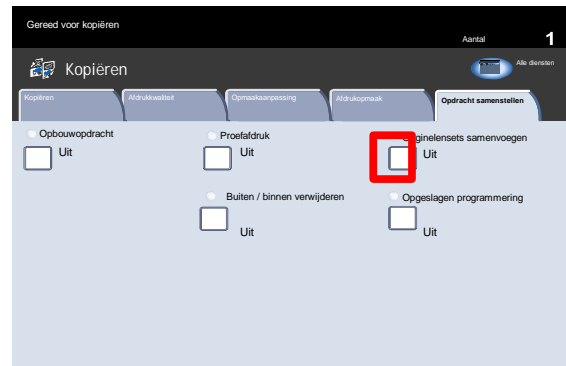 Gereed voor kopiëren
Aantal 1
Kopiëren
Alle diensten
Kopiëren Afdrukkwaliteit Opmaakaanpassing Afdrukopmaak Opdracht samenstellen
Opbouwopdracht Proefafdruk ginelensets samenvoegen
Uit Uit Uit
Buiten / binnen verwijderen Opgeslagen programmering
Uit Uit